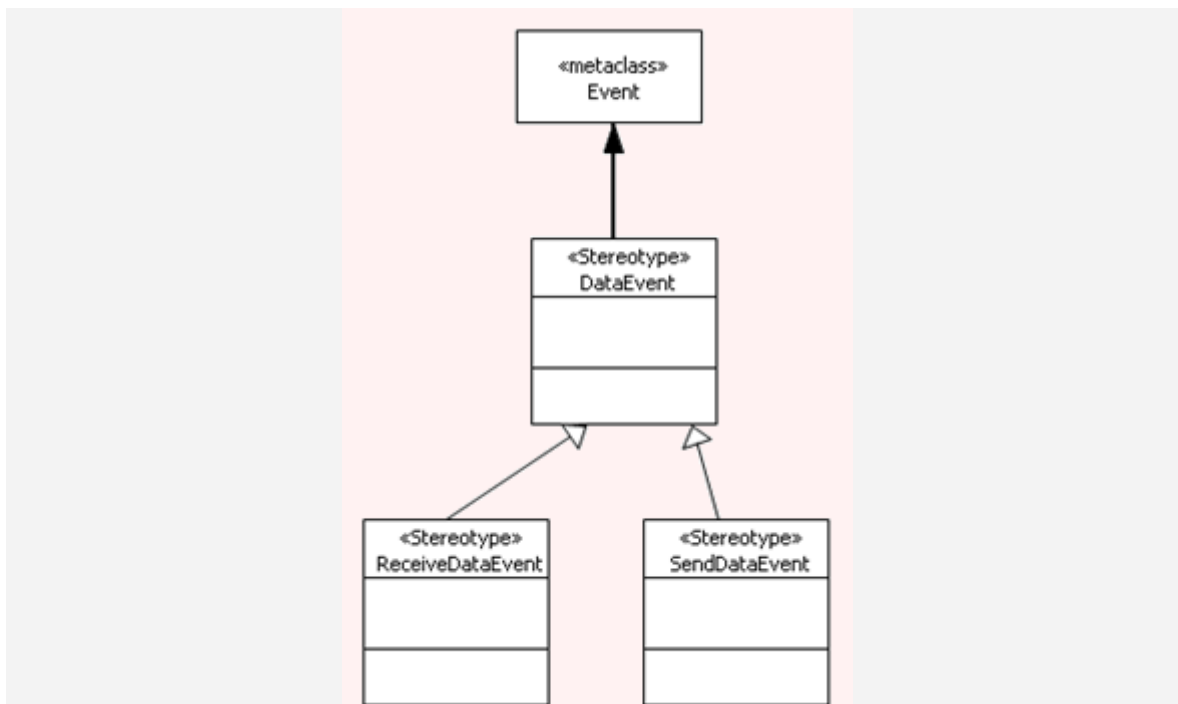 «metaclass»
Event
«Stereotype»
DataEvent
«Stereotype»
ReceiveDataEvent
«Stereotype»
SendDataEvent